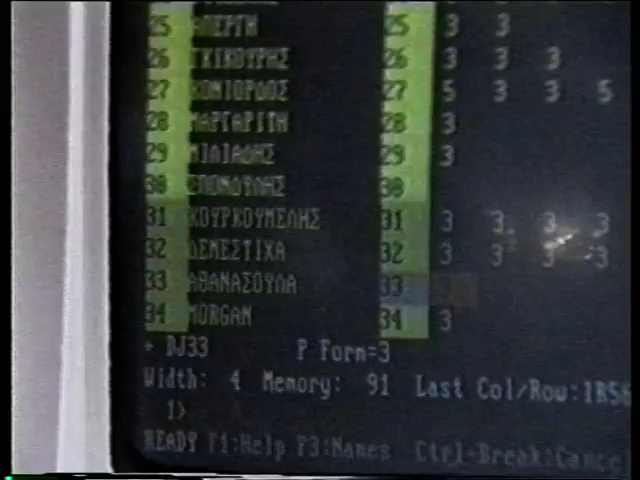 25 ΑΠΕΡΓΗ 25 3 3
26 ΓΚΙΝΟΥΡΗΣ 26 3 3 3
27 ΚΟΝΙΟΡΔΟΣ 27 5 3 3 5
28 ΜΑΡΓΑΡΙΤΗ 28 3
29 ΜΙΛΙΑΔΗΣ 29 3
30 ΣΠΟΝΔΥΛΗΣ 30
31 ΚΟΥΡΚΟΥΜΕΛΗΣ 31 3 3 3 3
32 ΔΕΜΕΣΤΙΧΑ 32 3 3 3 3
33 ΑΘΑΝΑΣΟΥΛΑ 33 3
34 MORGAN 34 3
+ DJ33 P Form=3
Width: 4 Memory: 91 Last Col/Row:IR56
1>
READY F1:Help F3:Names Ctrl-Break:Cance